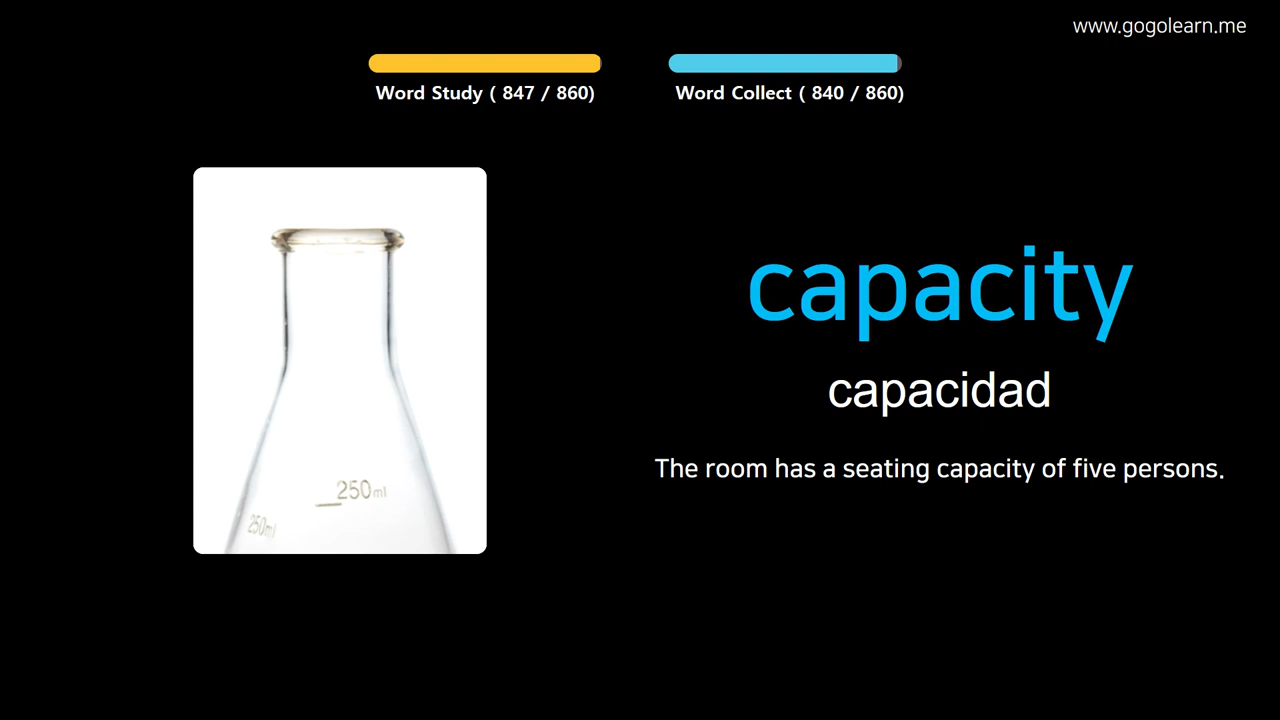 www.gogolearn.me
Word Study ( 847 / 860)
Word Collect ( 840 / 860)
capacity
capacidad
The room has a seating capacity of five persons.
250ml
250ml